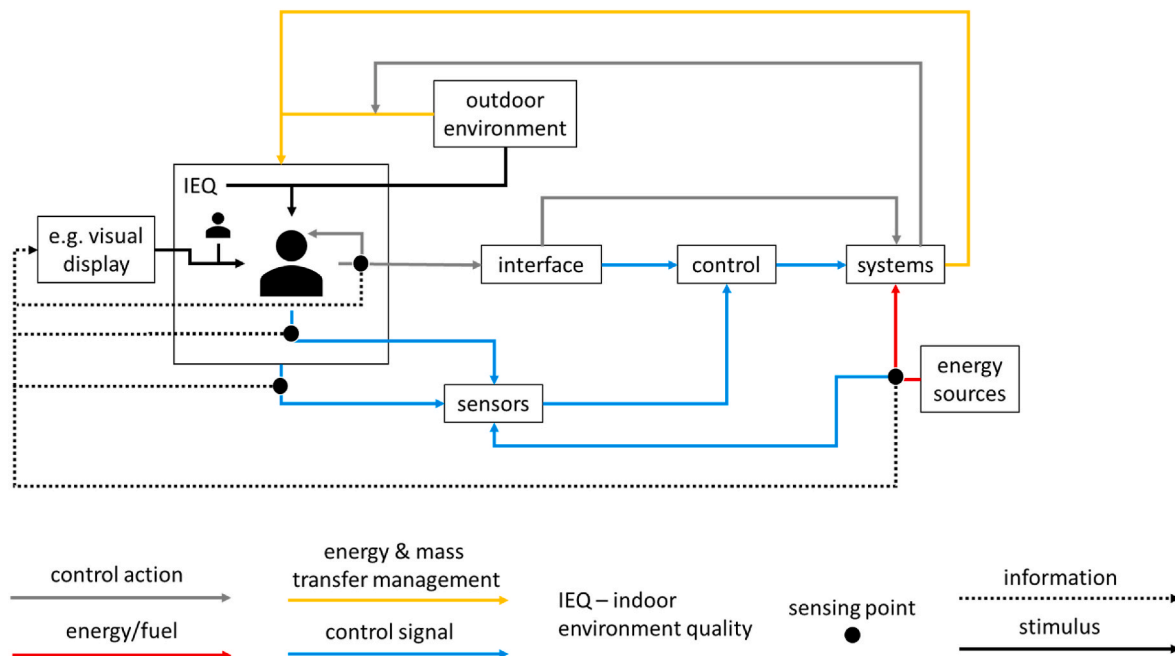 outdoor
environment
IEQ
e.g. visual
display
interface
control
systems
energy
sources
sensors
control action
energy & mass
transfer management
information
IEQ – indoor
environment quality
sensing point
energy/fuel
control signal
stimulus